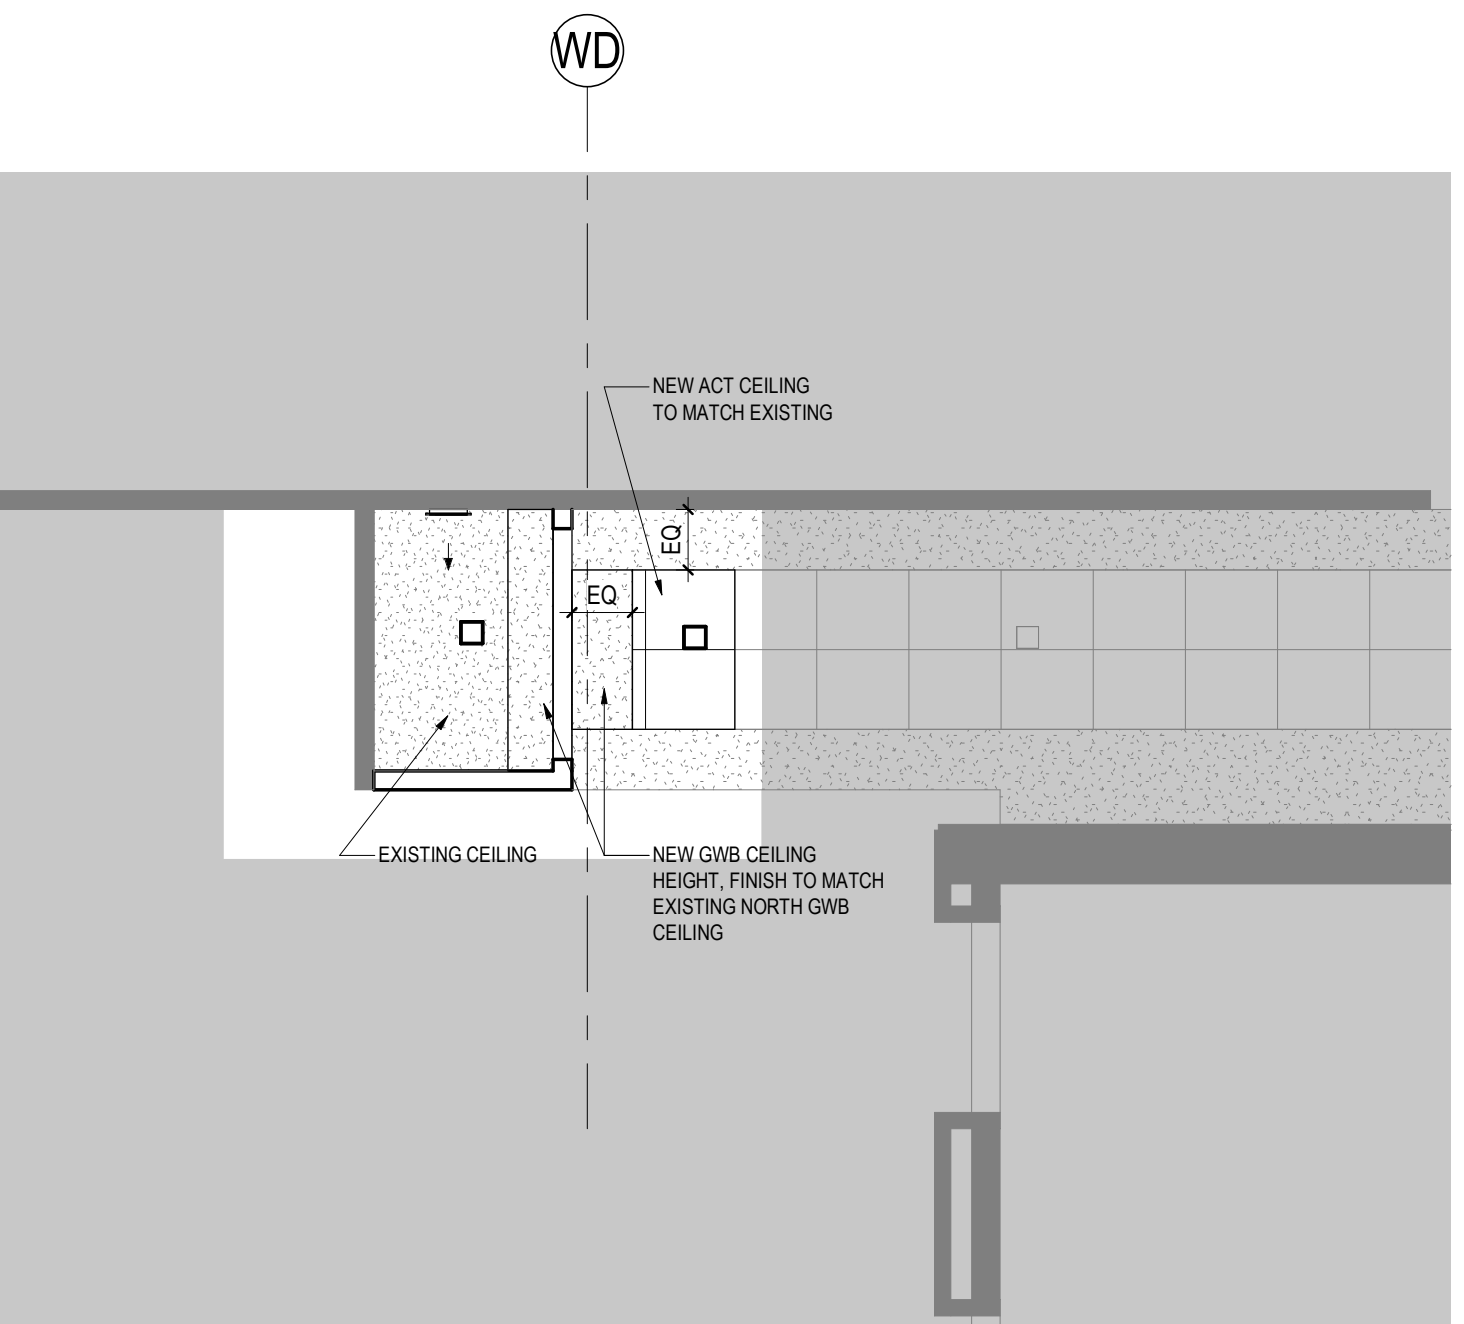 WD
NEW ACT CEILING
TO MATCH EXISTING
EQ
EQ
EXISTING CEILING
NEW GWB CEILING
HEIGHT, FINISH TO MATCH
EXISTING NORTH GWB
CEILING